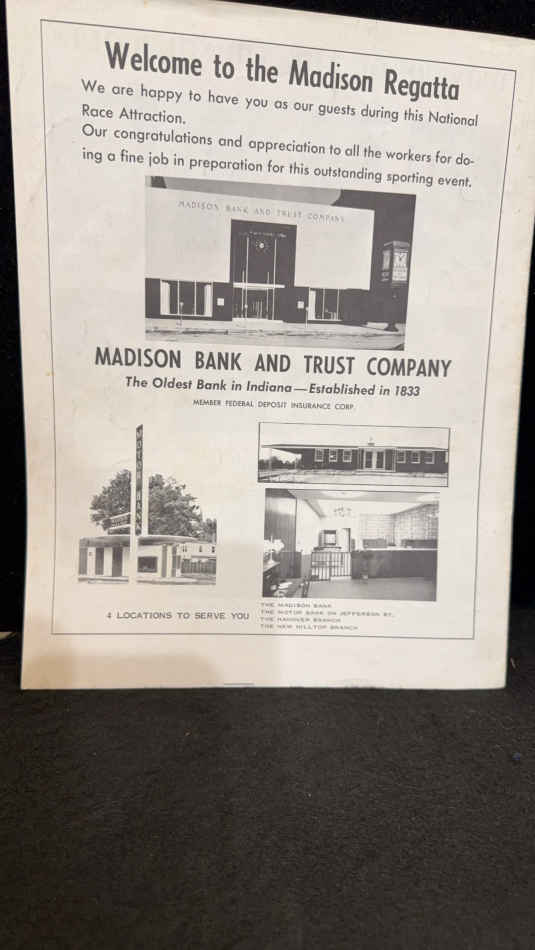 Welcome to the Madison Regatta
We are happy to have you as our guests during this National
Race Attraction.
Our congratulations and appreciation to all the workers for do-
ing a fine job in preparation for this outstanding sporting event.
MADISON BANK AND TRUST COMPANY
MADISON BANK AND TRUST COMPANY
The Oldest Bank in Indiana—Established in 1833
MEMBER FEDERAL DEPOSIT INSURANCE CORP.
MOTOR BANK
4 LOCATIONS TO SERVE YOU
THE MADISON BANK
THE MOTOR BANK ON JEFFERSON ST.
THE HANOVER BRANCH
THE NEW HILLTOP BRANCH